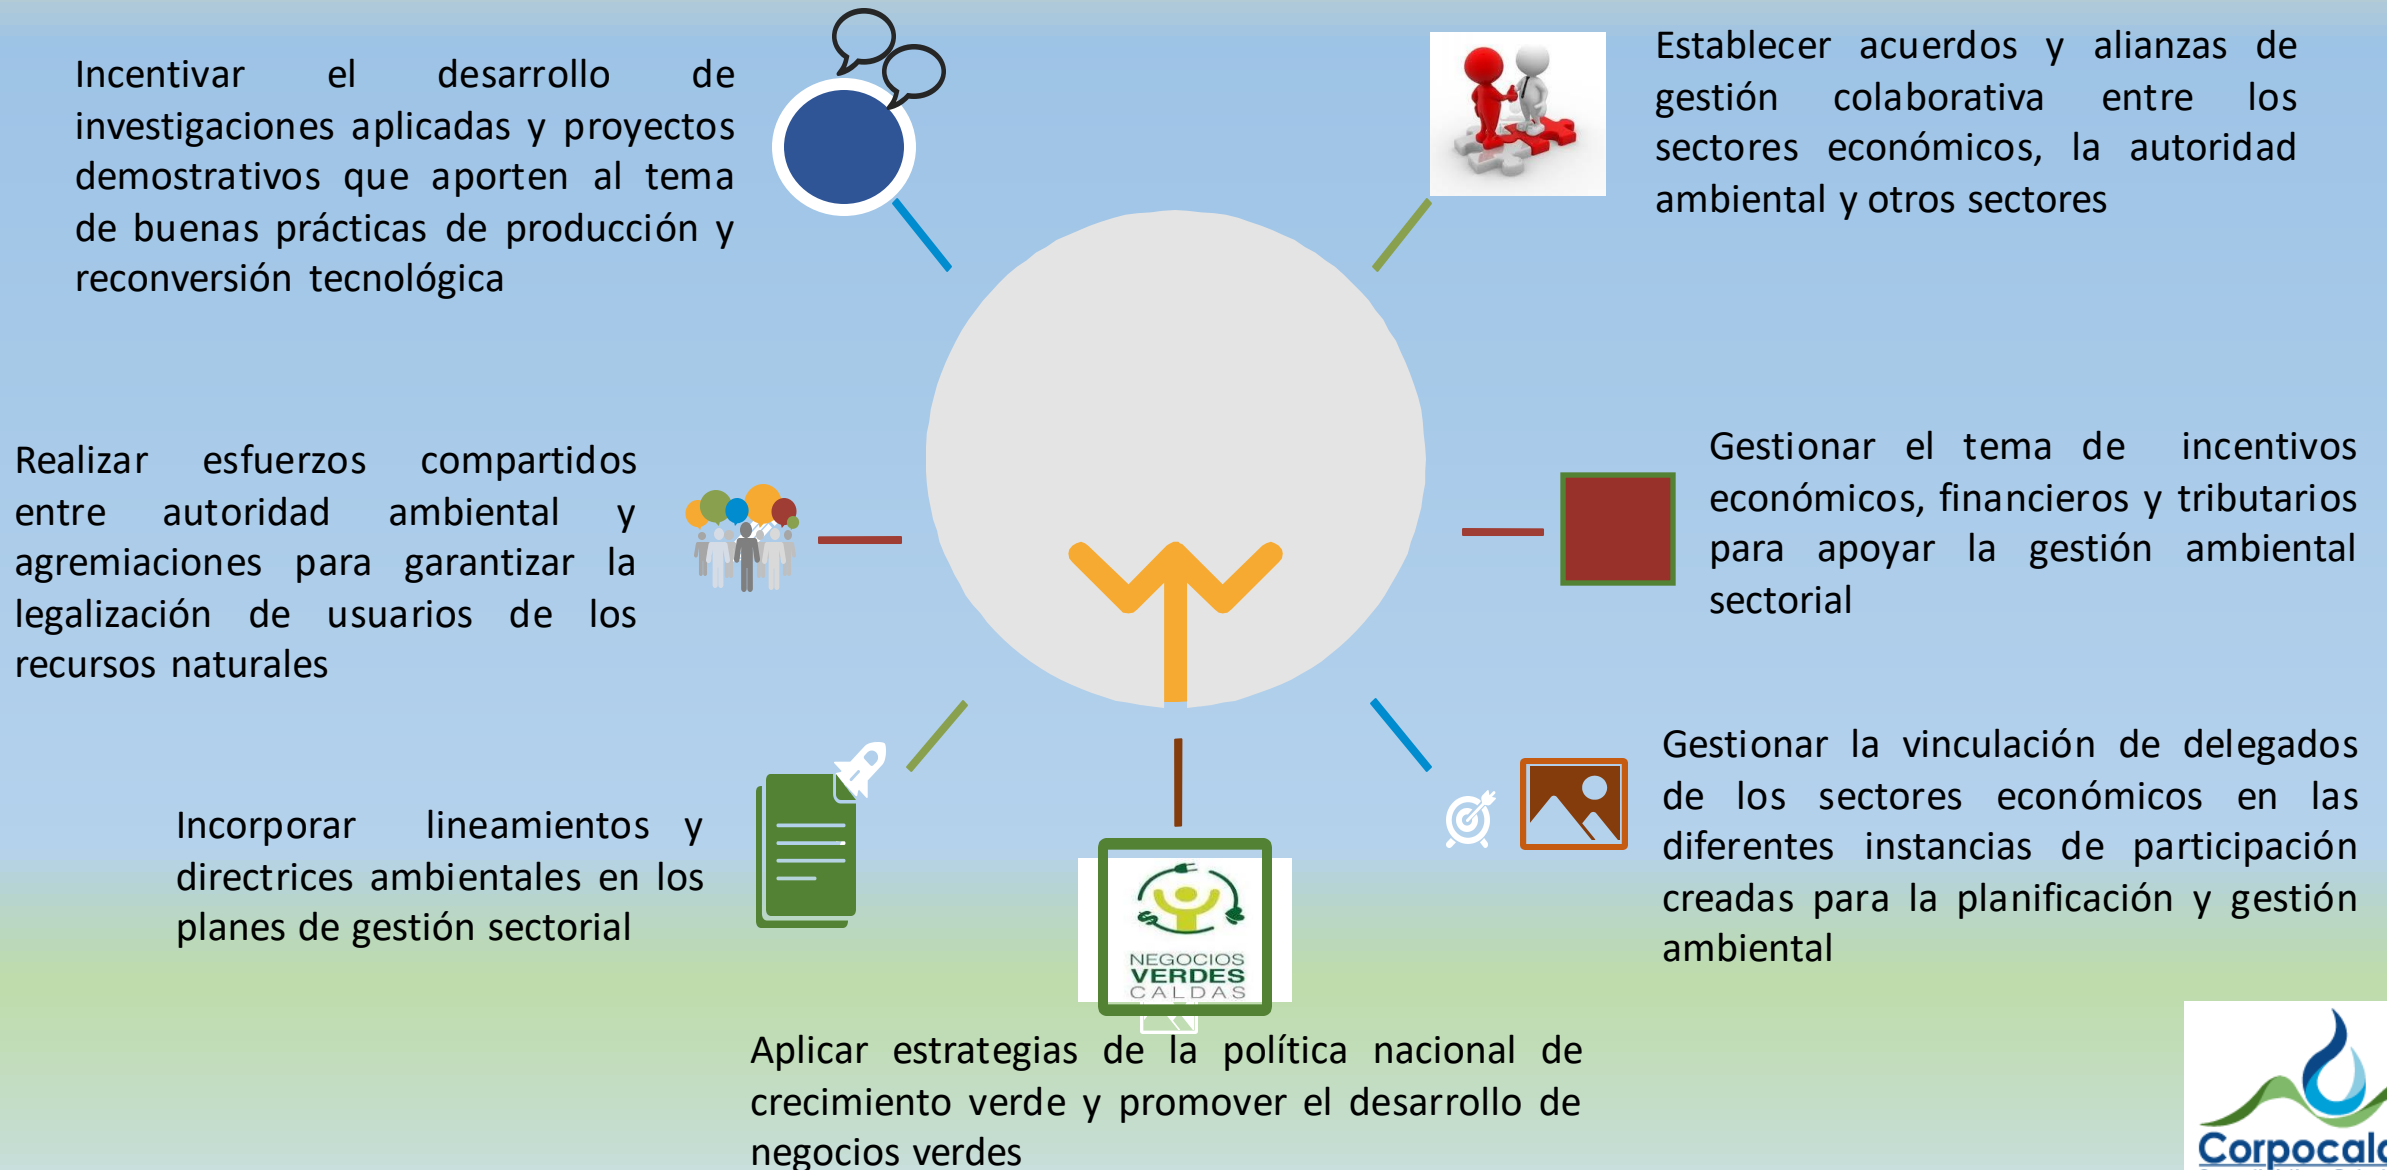 Incentivar el desarrollo de
investigaciones aplicadas y proyectos
demostrativos que aporten al tema
de buenas prácticas de producción y
reconversión tecnológica
Establecer acuerdos y alianzas de
gestión colaborativa entre los
sectores económicos, la autoridad
ambiental y otros sectores
Realizar esfuerzos compartidos
entre autoridad ambiental y
agremiaciones para garantizar la
legalización de usuarios de los
recursos naturales
Gestionar el tema de incentivos
económicos, financieros y tributarios
para apoyar la gestión ambiental
sectorial
Incorporar lineamientos y
directrices ambientales en los
planes de gestión sectorial
Gestionar la vinculación de delegados
de los sectores económicos en las
diferentes instancias de participación
creadas para la planificación y gestión
ambiental
NEGOCIOS
VERDES
CALDAS
Aplicar estrategias de la política nacional de
crecimiento verde y promover el desarrollo de
negocios verdes
Corpocald